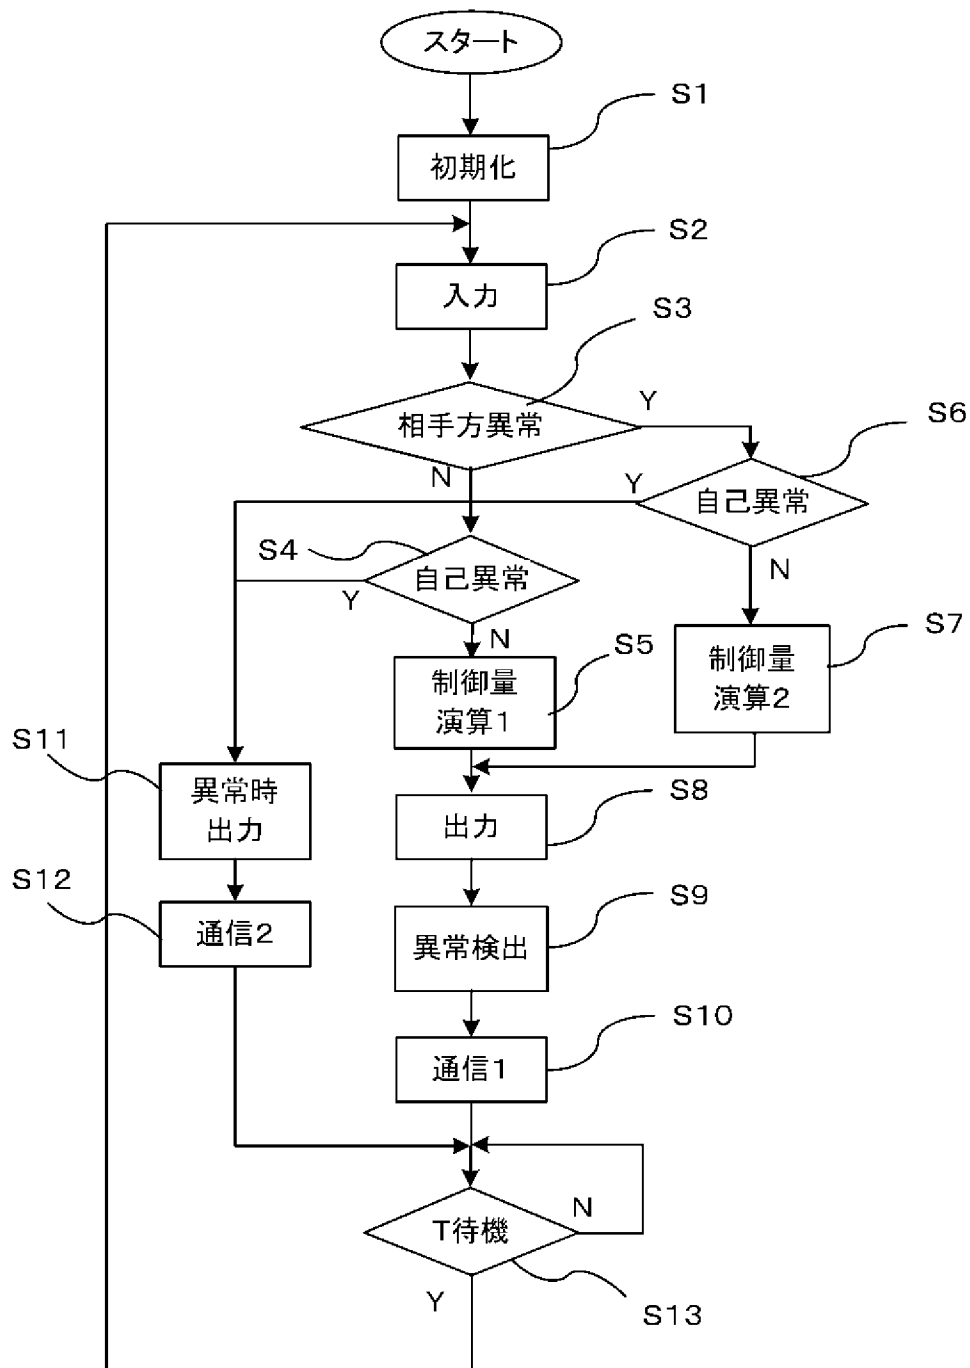 スタート
S1
初期化
S2
入力
S3
相手方異常
Y
N
S6
自己異常
Y
N
S4
自己異常
Y
N
S5
制御量
演算1
S7
制御量
演算2
S11
異常時
出力
S8
出力
S12
通信2
S9
異常検出
S10
通信1
T待機
N
Y
S13